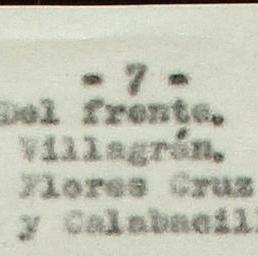 - 7 -
Del frente.
Villagrán.
Flores Cruz
y Calabacill